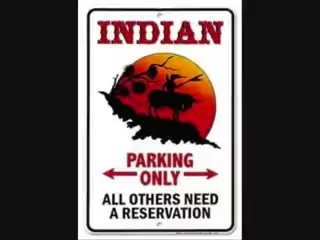 INDIAN
PARKING
ONLY
ALL OTHERS NEED
A RESERVATION